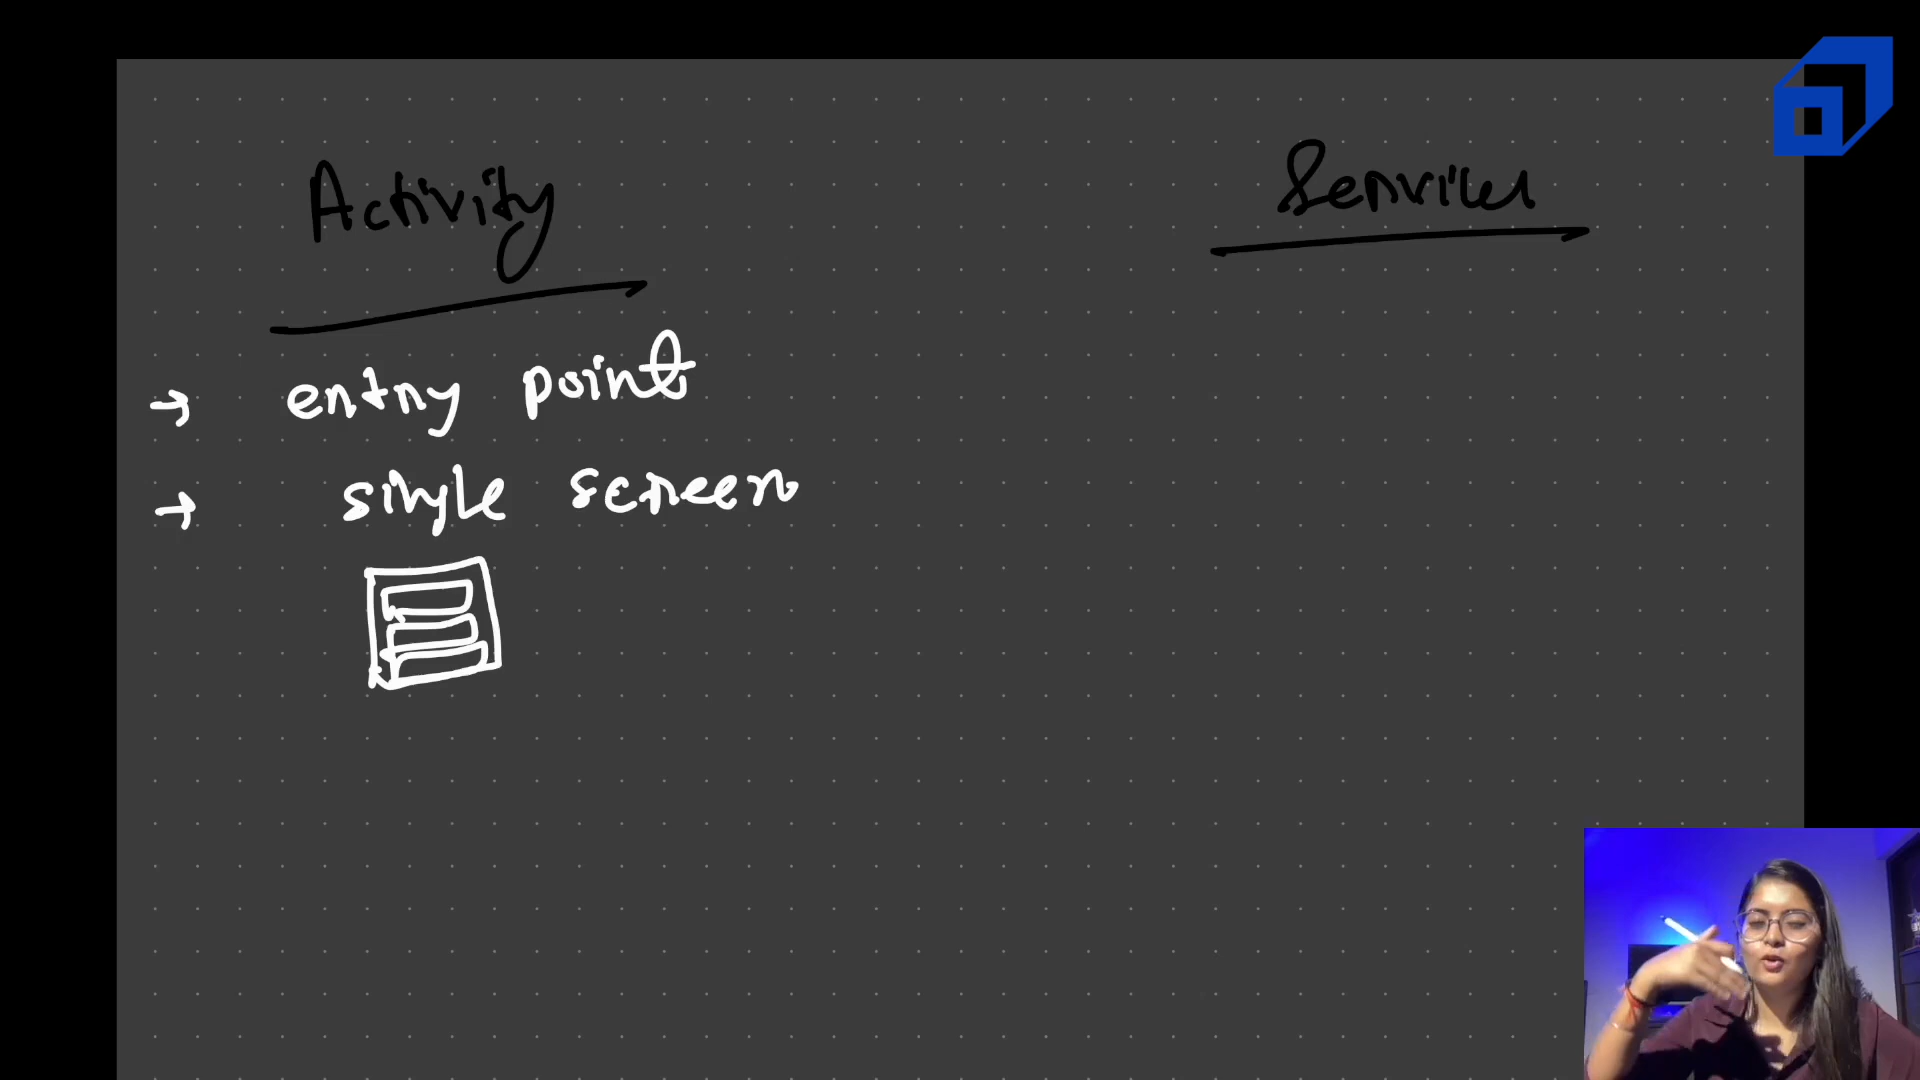 Activity
Services
→ entry point
→ single screen